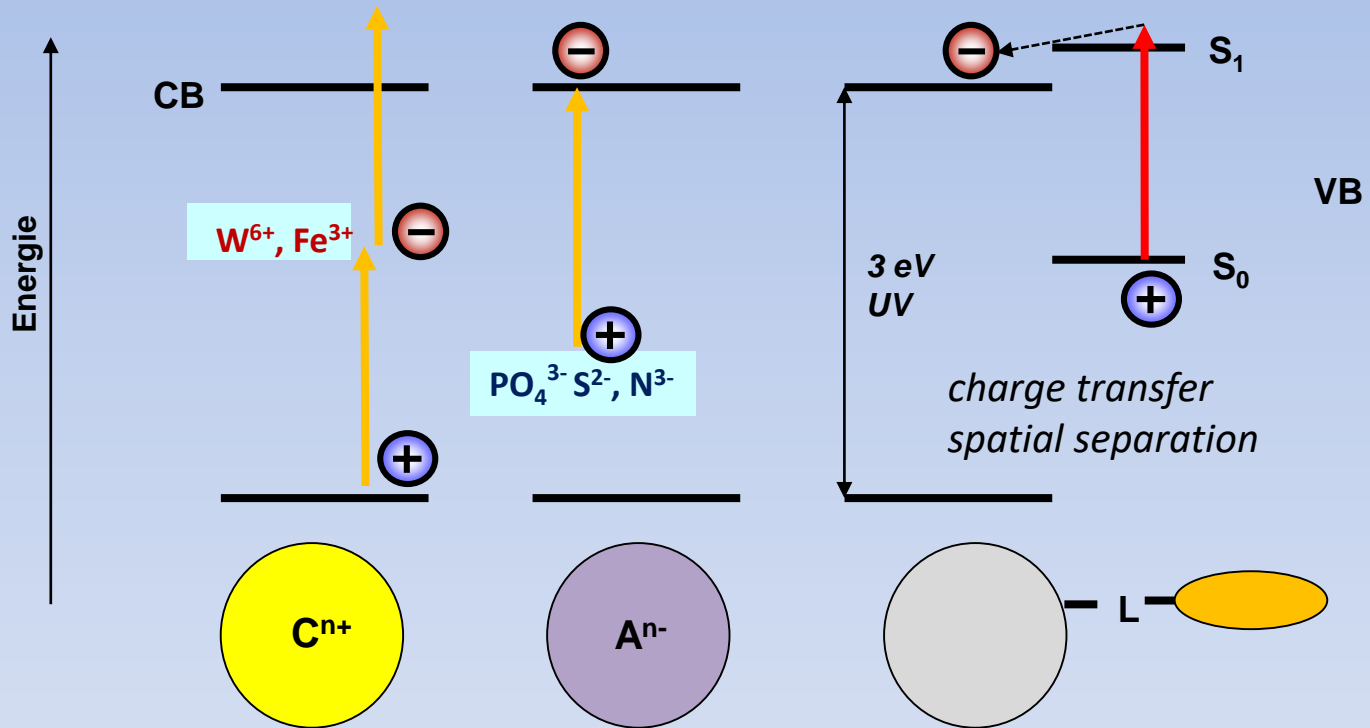 Energie
CB
W⁶⁺, Fe³⁺
−
+
−
+
PO₄³⁻ S²⁻, N³⁻
−
S₁
VB
3 eV
UV
S₀
+
charge transfer
spatial separation
Cⁿ⁺
Aⁿ⁻
L